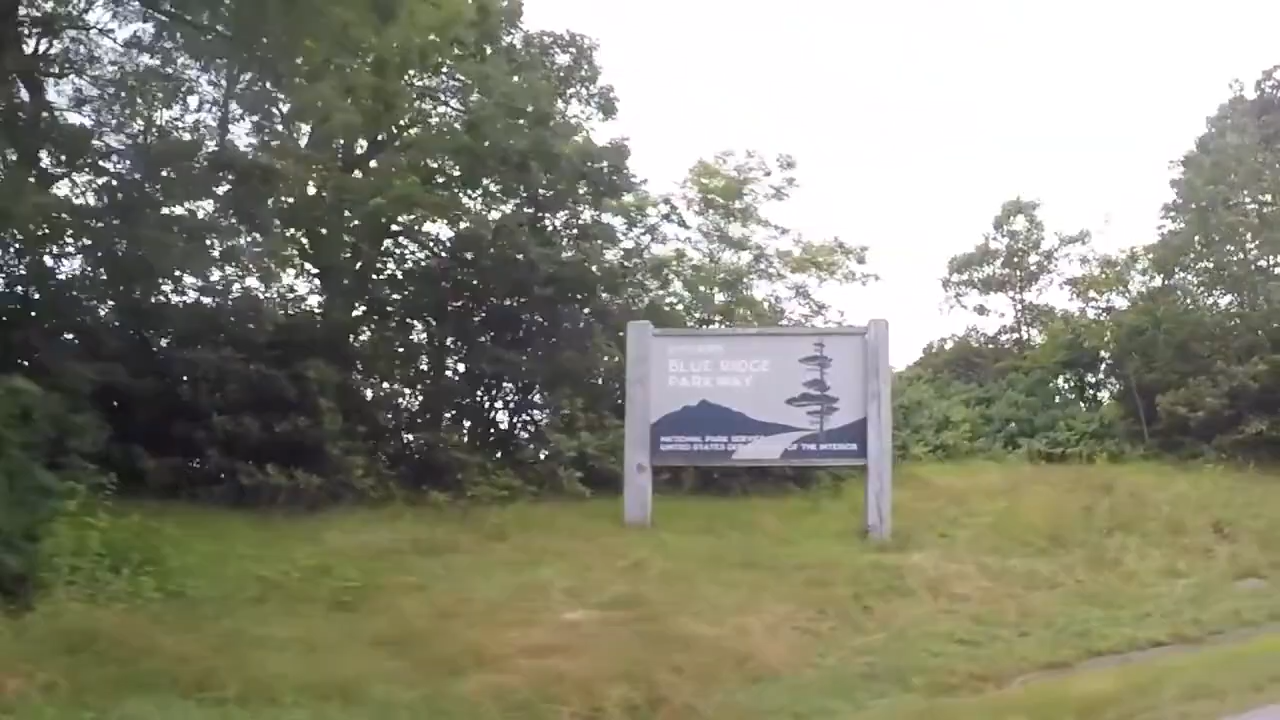 BLUE RIDGE
PARKWAY
NATIONAL PARK SERVICE
UNITED STATES OF THE INTERIOR